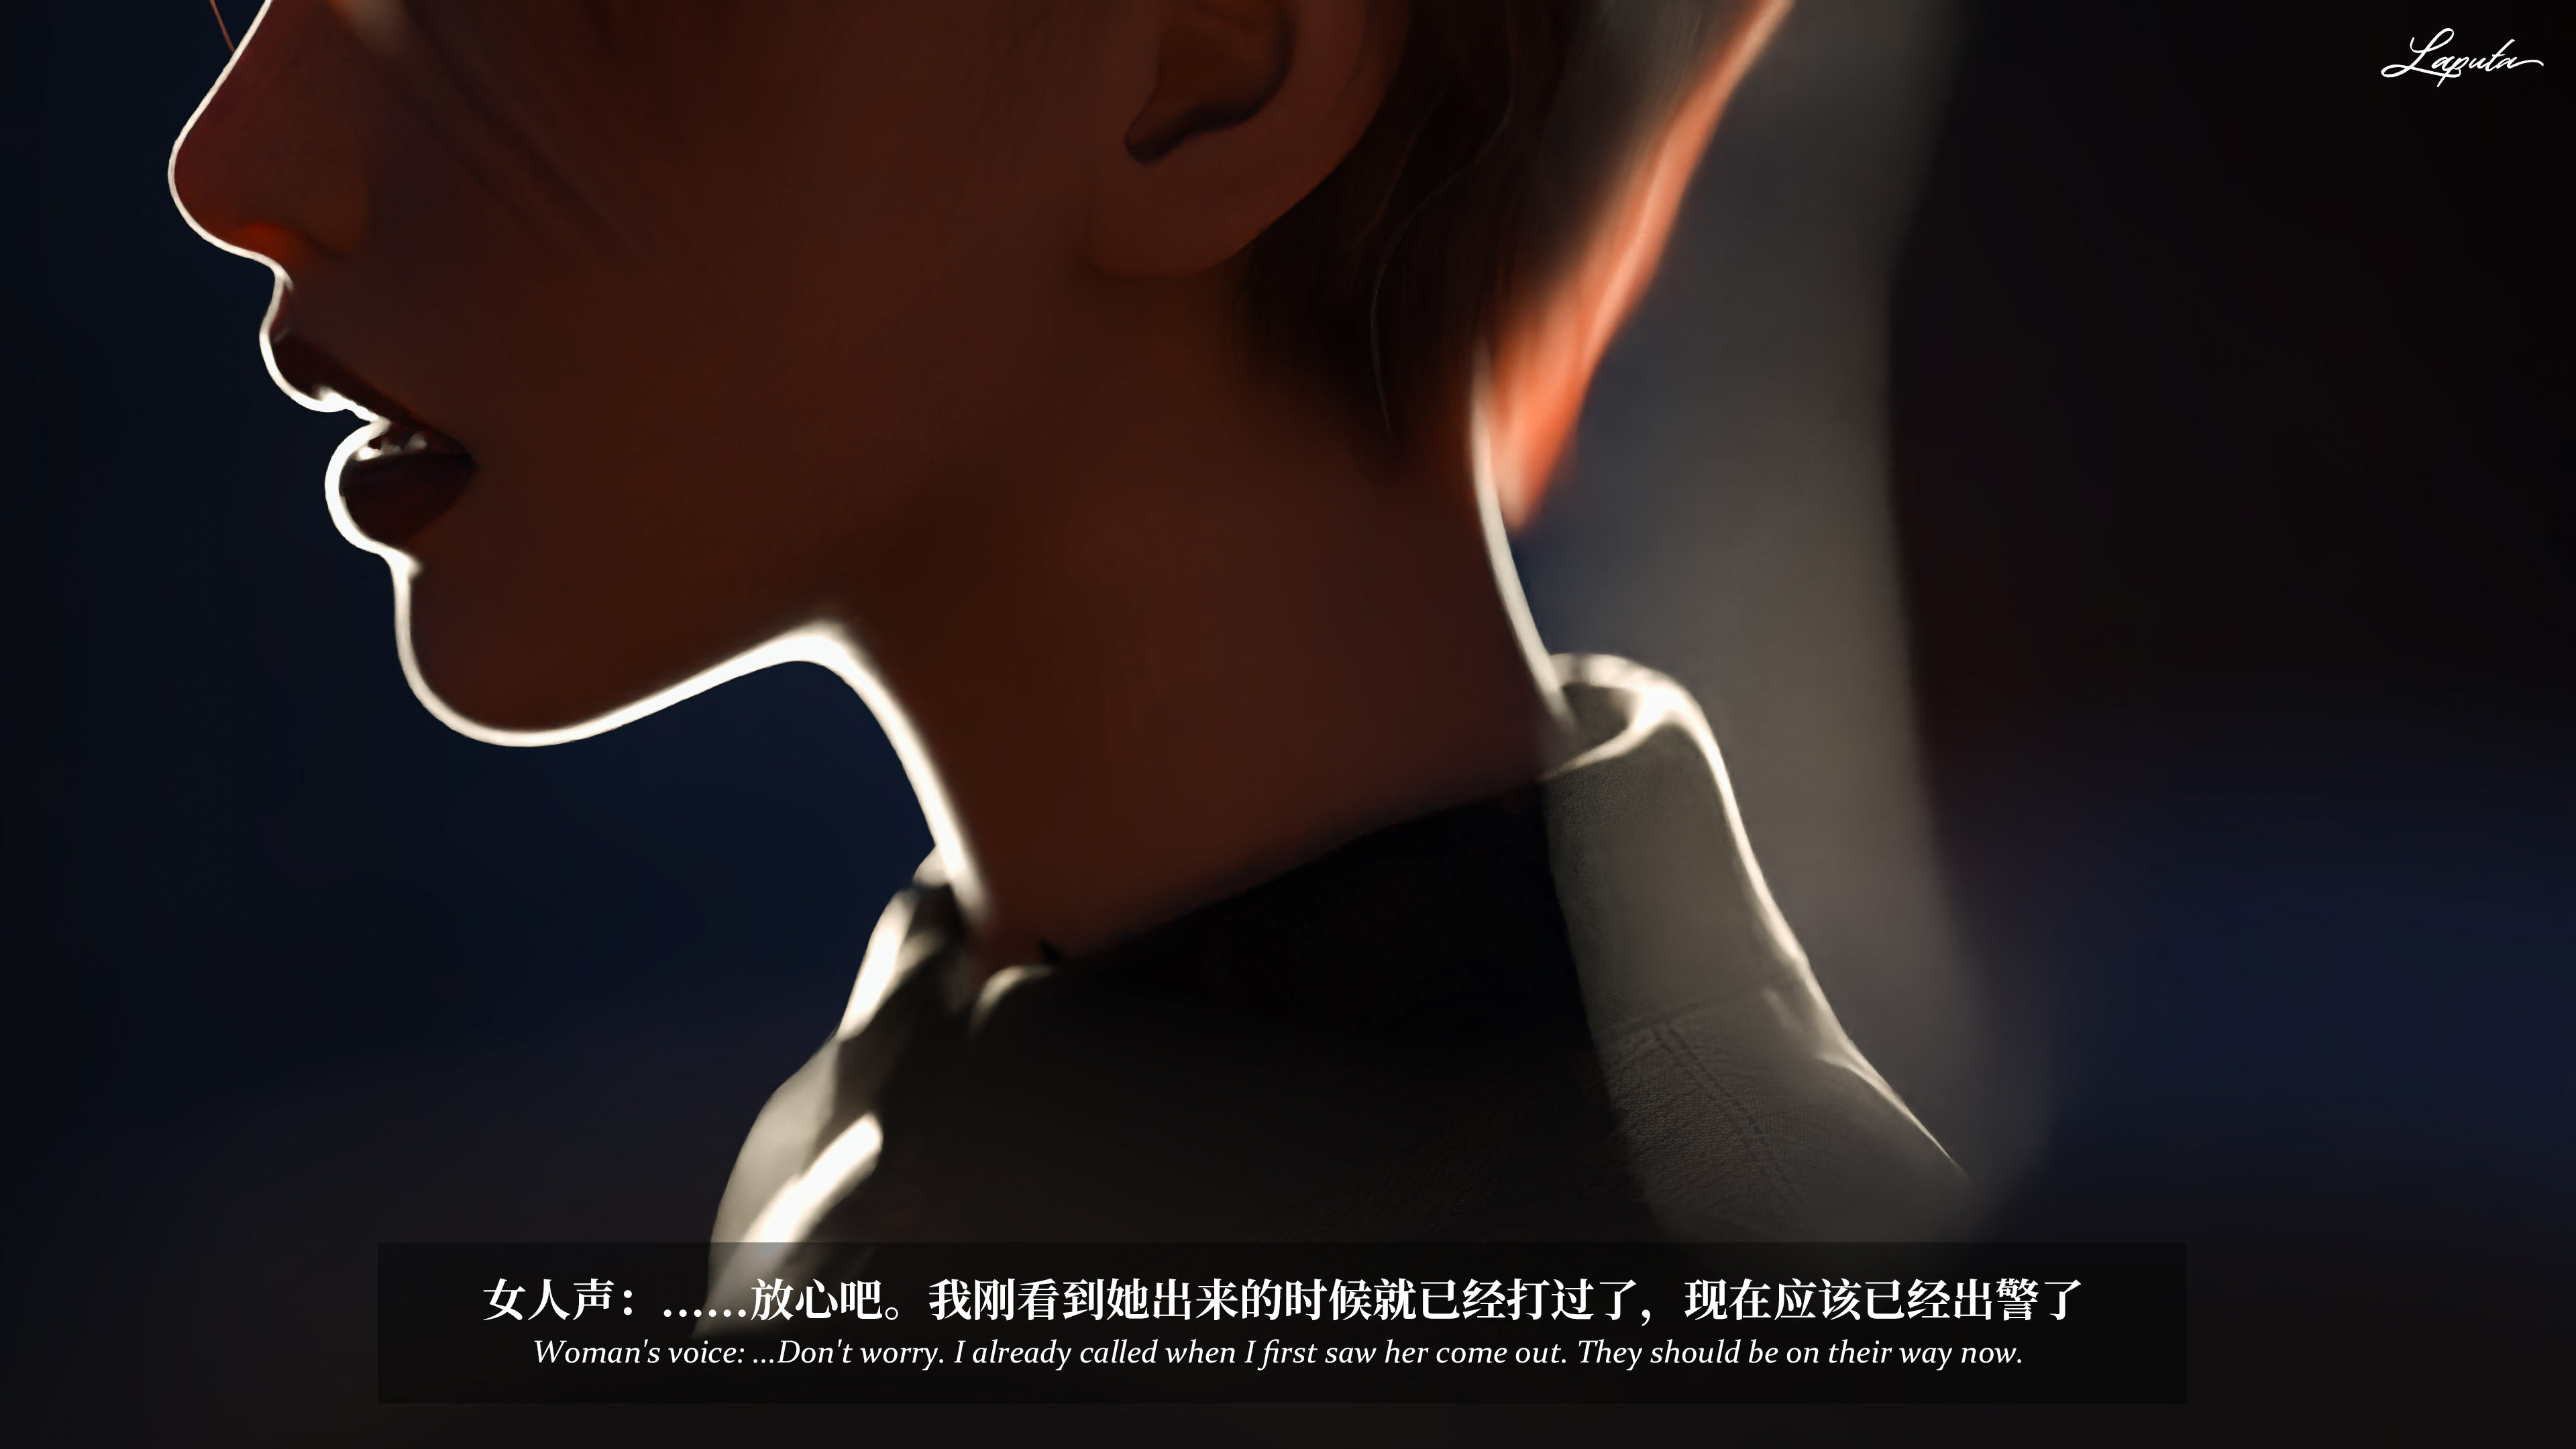 Laputa
女人声：……放心吧。我刚看到她出来的时候就已经打过了，现在应该已经出警了
Woman's voice: ...Don't worry. I already called when I first saw her come out. They should be on their way now.